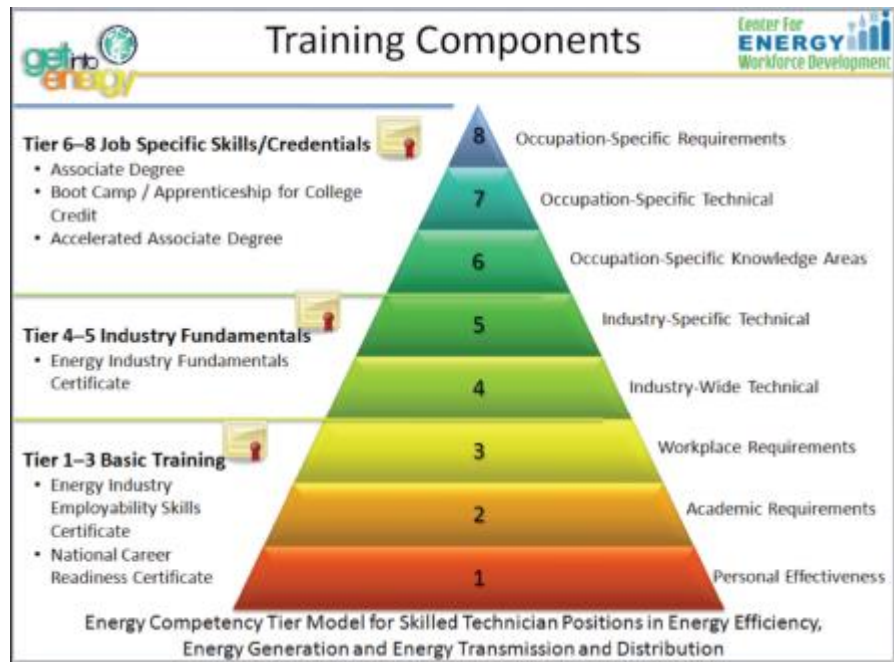 get into
energy
Training Components
Center For
ENERGY
Workforce Development
Tier 6–8 Job Specific Skills/Credentials
• Associate Degree
• Boot Camp / Apprenticeship for College
Credit
• Accelerated Associate Degree
8
Occupation-Specific Requirements
7
Occupation-Specific Technical
6
Occupation-Specific Knowledge Areas
Tier 4–5 Industry Fundamentals
• Energy Industry Fundamentals
Certificate
5
Industry-Specific Technical
4
Industry-Wide Technical
Tier 1–3 Basic Training
• Energy Industry
Employability Skills
Certificate
• National Career
Readiness Certificate
3
Workplace Requirements
2
Academic Requirements
1
Personal Effectiveness
Energy Competency Tier Model for Skilled Technician Positions in Energy Efficiency,
Energy Generation and Energy Transmission and Distribution